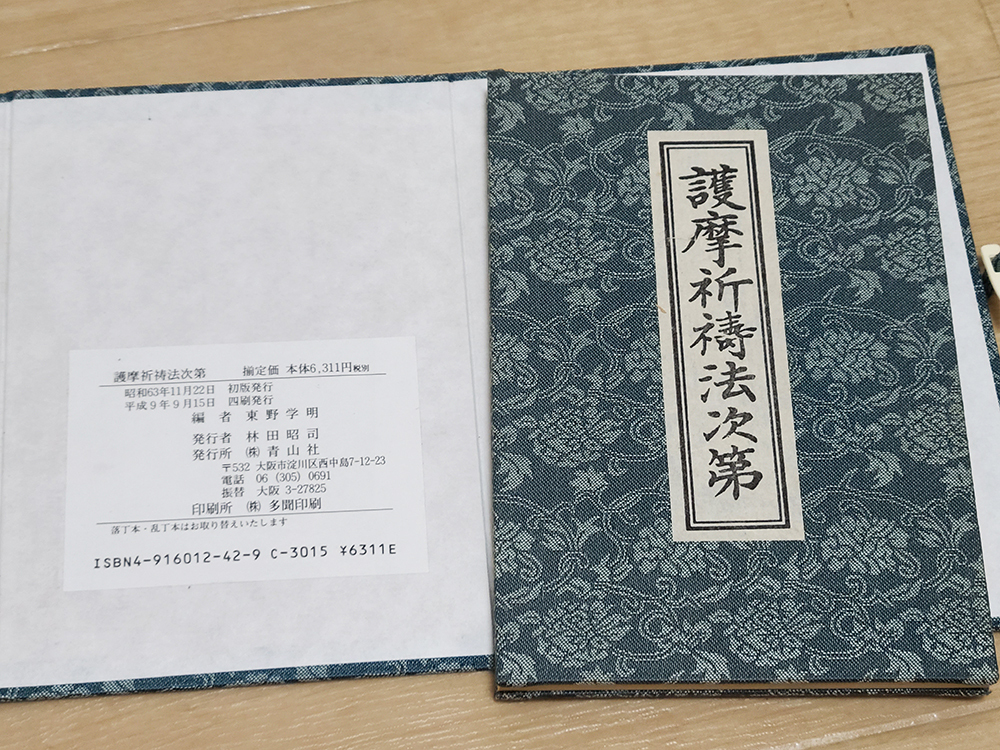 護摩祈祷法次第 揃定価 本体6,311円税別
昭和63年11月22日 初版発行
平成9年9月15日 四刷発行
編者 東野学明
発行者 林田昭司
発行所 ㈱青山社
〒532 大阪市淀川区西中島7-12-23
電話 06 (305) 0691
振替 大阪 3-27825
印刷所 ㈱多聞印刷
落丁本・乱丁本はお取り替えいたします
ISBN4-916012-42-9 C-3015 ¥6311E
護摩祈禱法次第